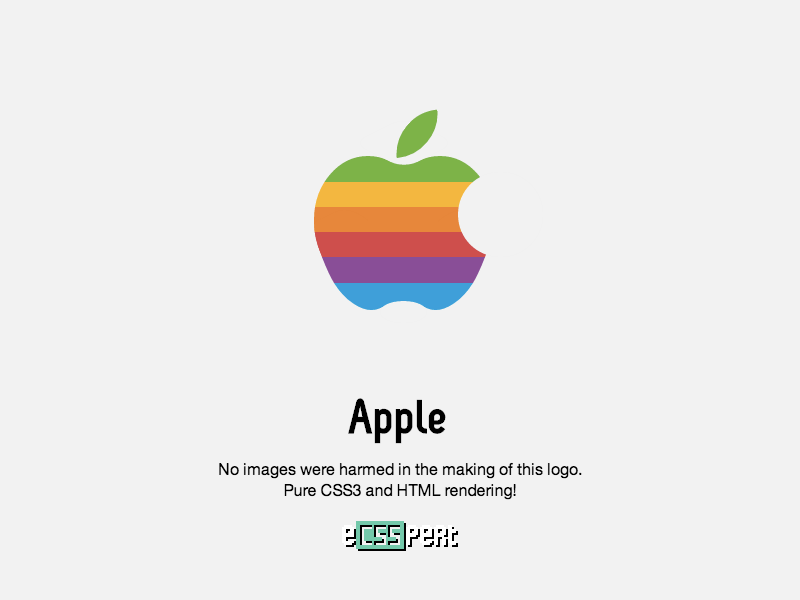 Apple
No images were harmed in the making of this logo.
Pure CSS3 and HTML rendering!
eCSSpert